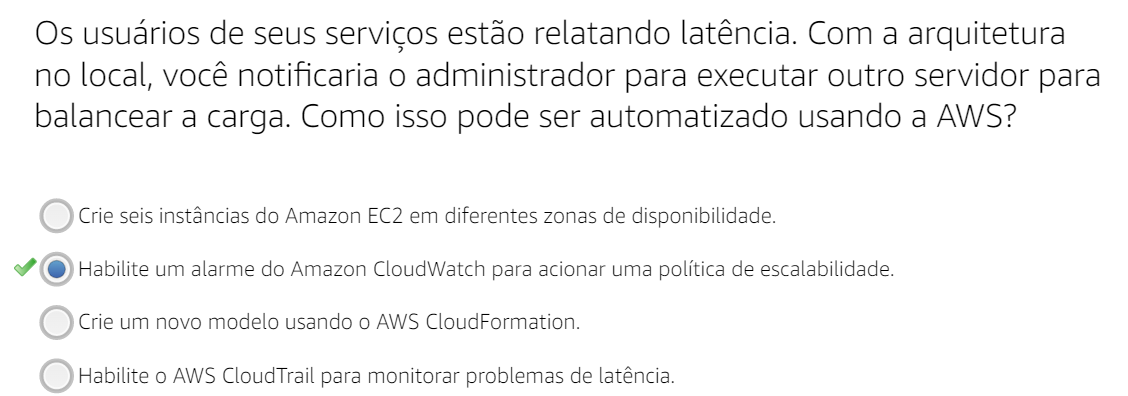 Os usuários de seus serviços estão relatando latência. Com a arquitetura
no local, você notificaria o administrador para executar outro servidor para
balancear a carga. Como isso pode ser automatizado usando a AWS?
Crie seis instâncias do Amazon EC2 em diferentes zonas de disponibilidade.
Habilite um alarme do Amazon CloudWatch para acionar uma política de escalabilidade.
Crie um novo modelo usando o AWS CloudFormation.
Habilite o AWS CloudTrail para monitorar problemas de latência.